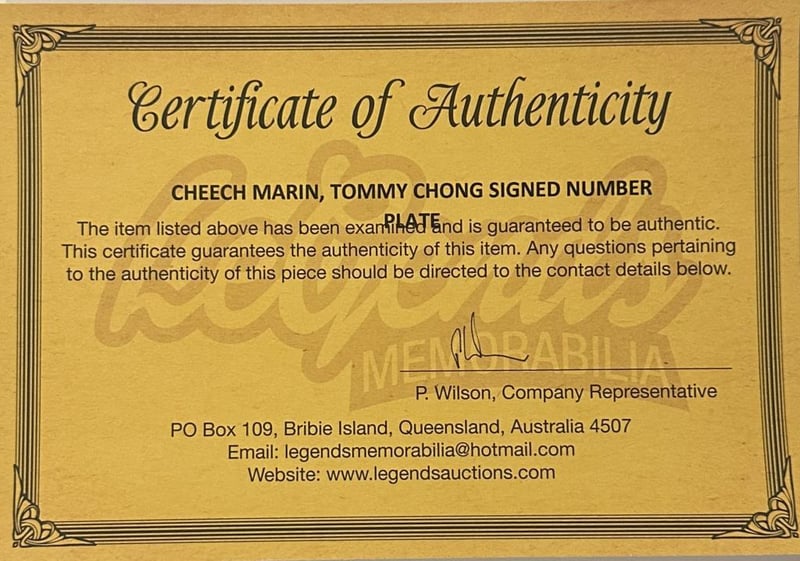 Certificate of Authenticity
CHEECH MARIN, TOMMY CHONG SIGNED NUMBER
PLATE
The item listed above has been examined and is guaranteed to be authentic.
This certificate guarantees the authenticity of this item. Any questions pertaining
to the authenticity of this piece should be directed to the contact details below.
Legends
MEMORABILIA
P. Wilson, Company Representative
PO Box 109, Bribie Island, Queensland, Australia 4507
Email: legendsmemorabilia@hotmail.com
Website: www.legendsauctions.com